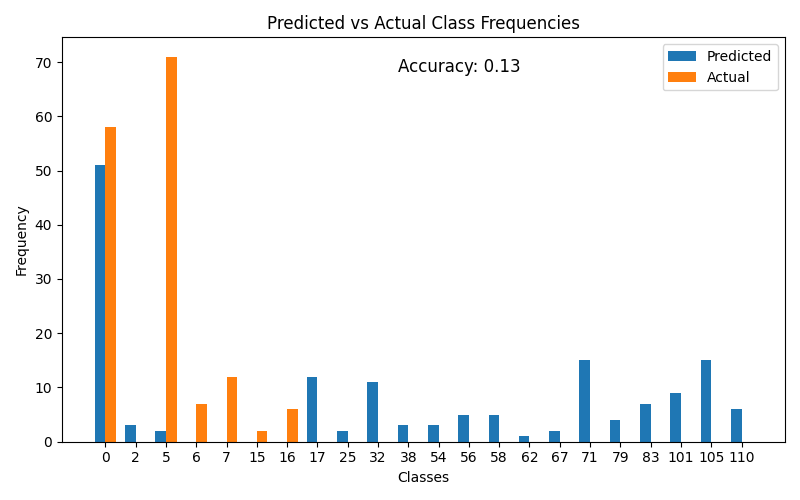 Predicted vs Actual Class Frequencies
Accuracy: 0.13
Predicted
Actual
Frequency
70
60
50
40
30
20
10
0
0 2 5 6 7 15 16 17 25 32 38 54 56 58 62 67 71 79 83 101 105 110
Classes